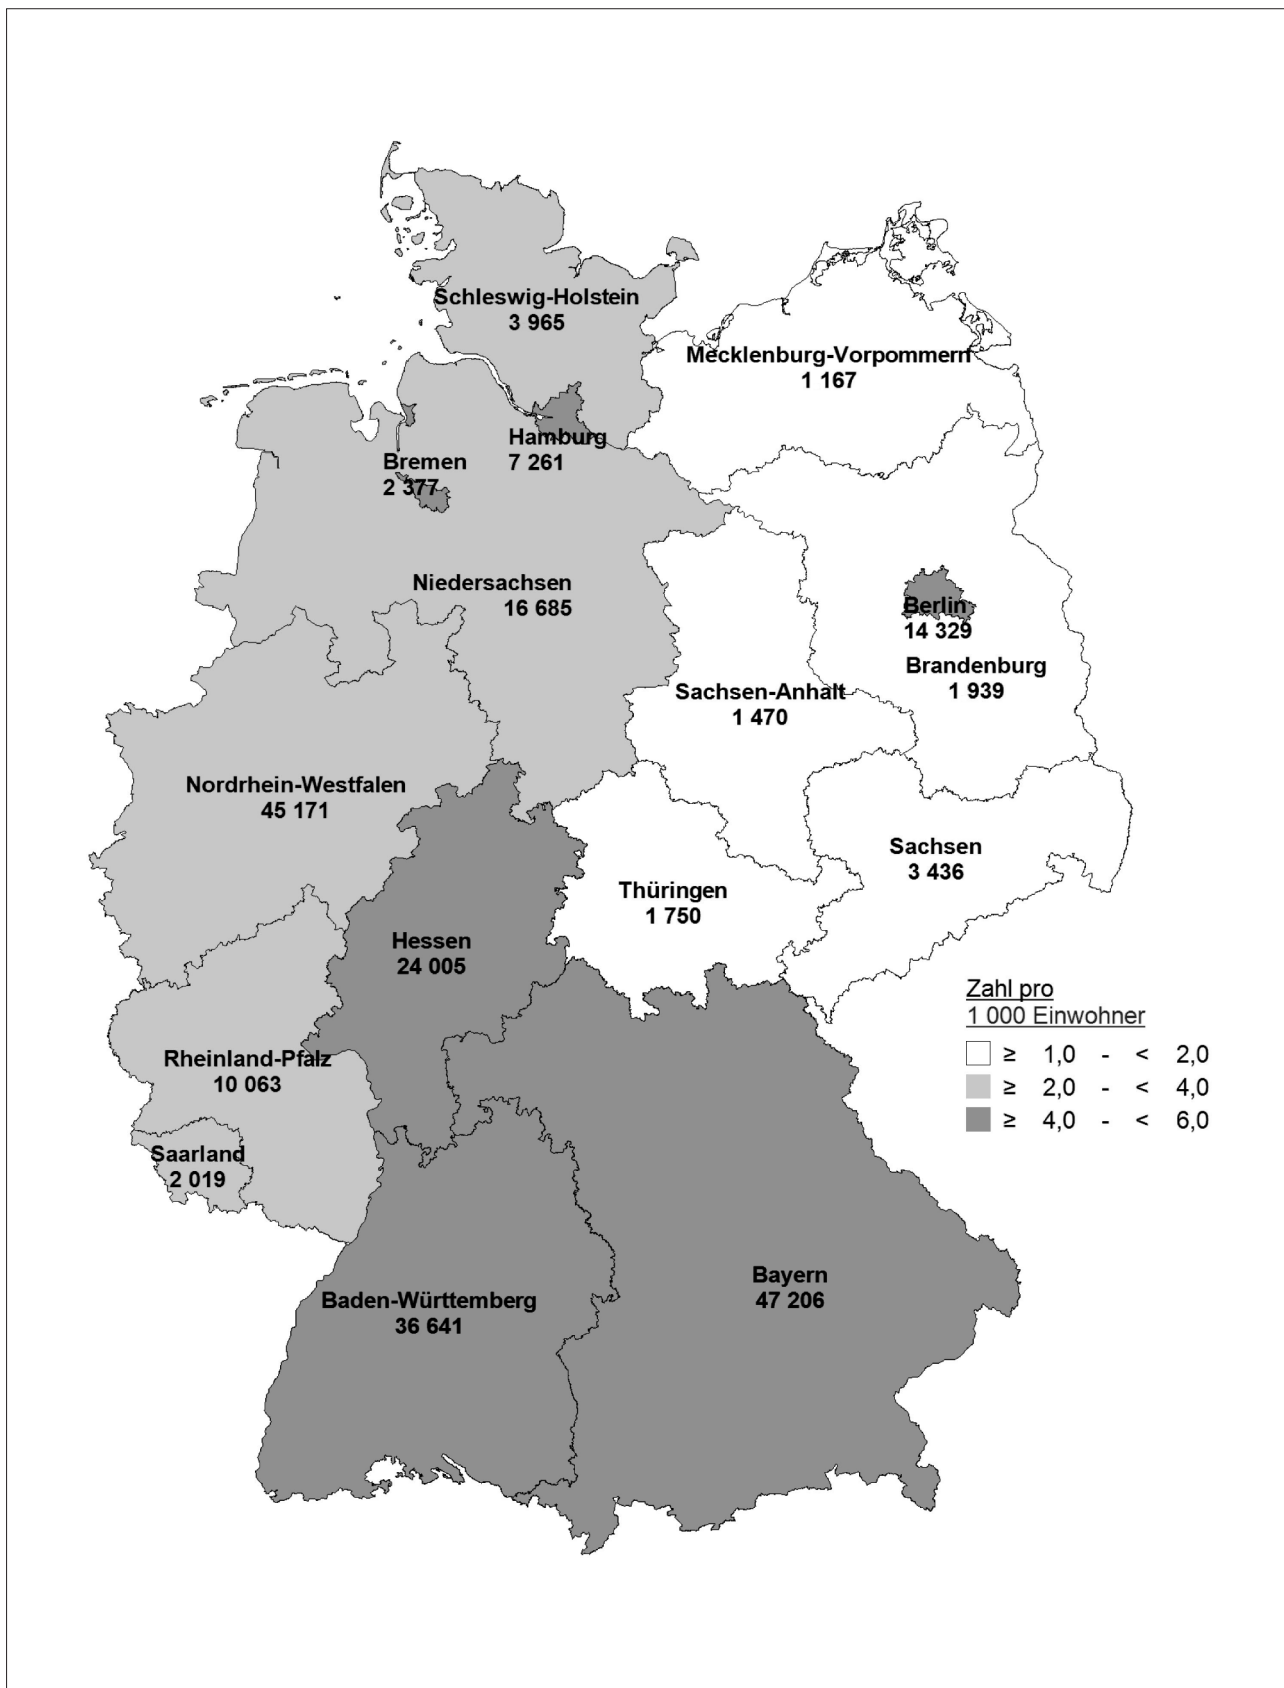 Schleswig-Holstein
3 965
Mecklenburg-Vorpommern
1 167
Hamburg
7 261
Bremen
2 377
Niedersachsen
16 685
Berlin
14 329
Brandenburg
1 939
Sachsen-Anhalt
1 470
Nordrhein-Westfalen
45 171
Sachsen
3 436
Thüringen
1 750
Hessen
24 005
Rheinland-Pfalz
10 063
Saarland
2 019
Baden-Württemberg
36 641
Bayern
47 206
Zahl pro
1 000 Einwohner
≥ 1,0 - < 2,0
≥ 2,0 - < 4,0
≥ 4,0 - < 6,0